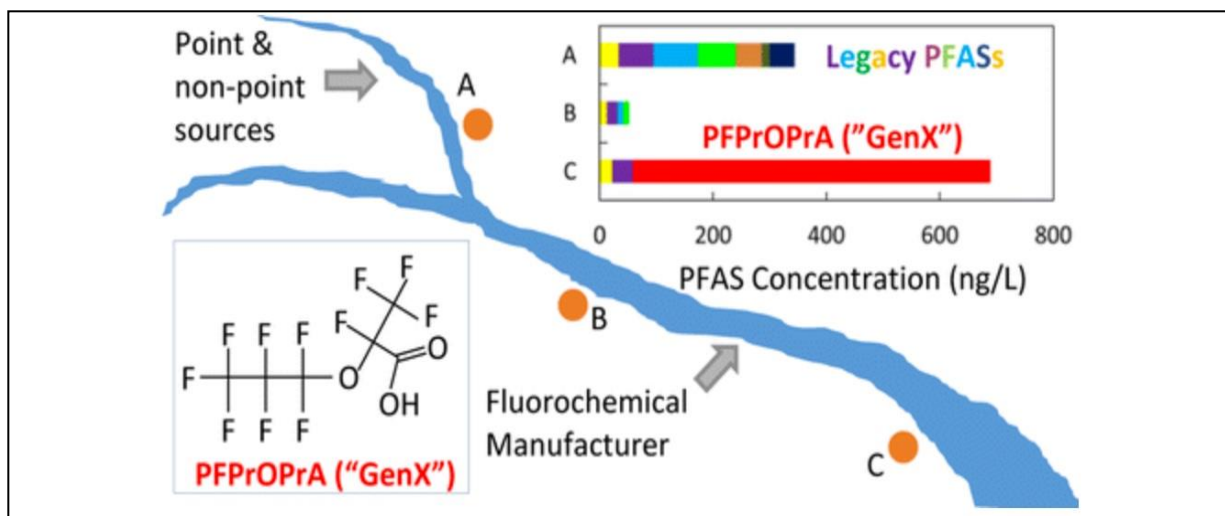 Point &
non-point
sources
A
B
Fluorochemical
Manufacturer
C
A
Legacy PFASs
B
PFPrOPrA ("GenX")
C
0 200 400 600 800
PFAS Concentration (ng/L)
F
F
F
F
F F F
F O O
OH
F F F
PFPrOPrA ("GenX")